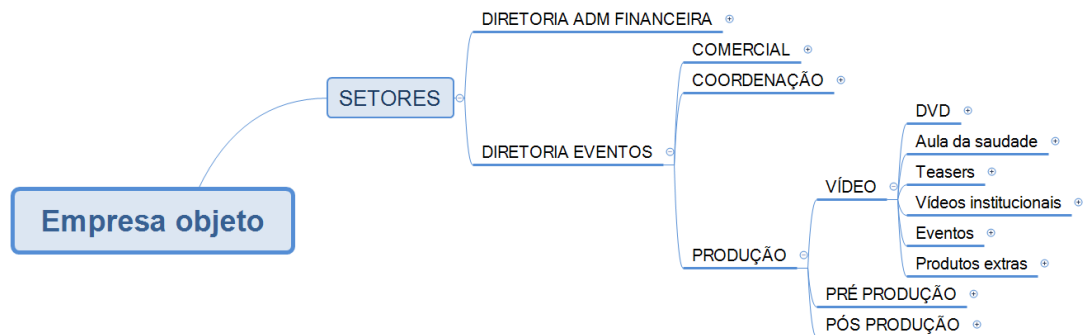 DIRETORIA ADM FINANCEIRA
COMERCIAL
COORDENAÇÃO
SETORES
DVD
Aula da saudade
DIRETORIA EVENTOS
Teasers
VÍDEO
Vídeos institucionais
Empresa objeto
Eventos
PRODUÇÃO
Produtos extras
PRÉ PRODUÇÃO
PÓS PRODUÇÃO